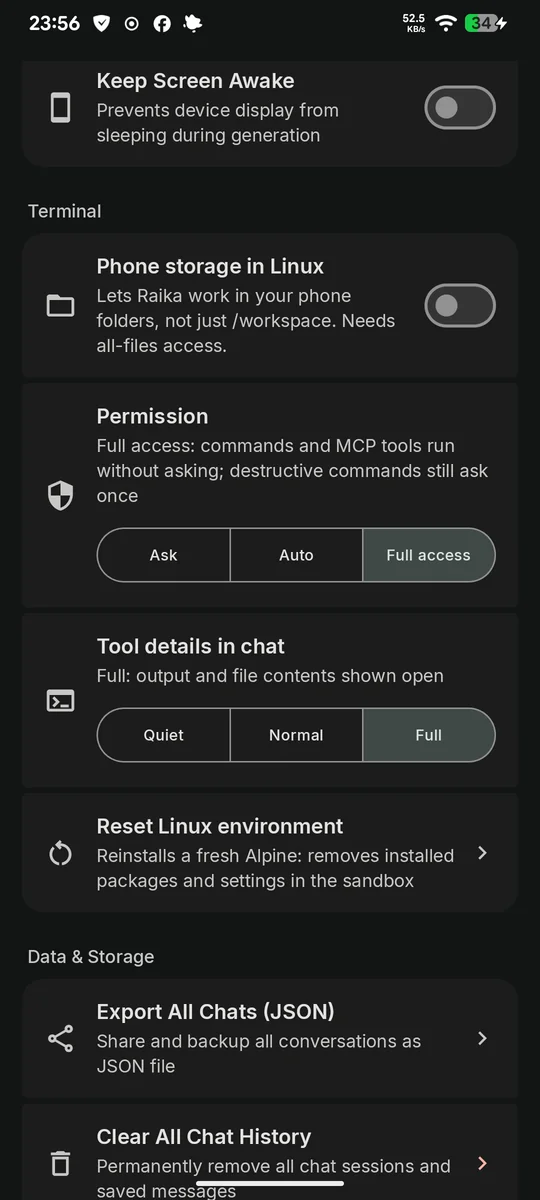 23:56
52.5
KB/s
34
Keep Screen Awake
Prevents device display from
sleeping during generation
Terminal
Phone storage in Linux
Lets Raika work in your phone
folders, not just /workspace. Needs
all-files access.
Permission
Full access: commands and MCP tools run
without asking; destructive commands still ask
once
Ask
Auto
Full access
Tool details in chat
Full: output and file contents shown open
Quiet
Normal
Full
Reset Linux environment
Reinstalls a fresh Alpine: removes installed
packages and settings in the sandbox
Data & Storage
Export All Chats (JSON)
Share and backup all conversations as
JSON file
Clear All Chat History
Permanently remove all chat sessions and
saved messages